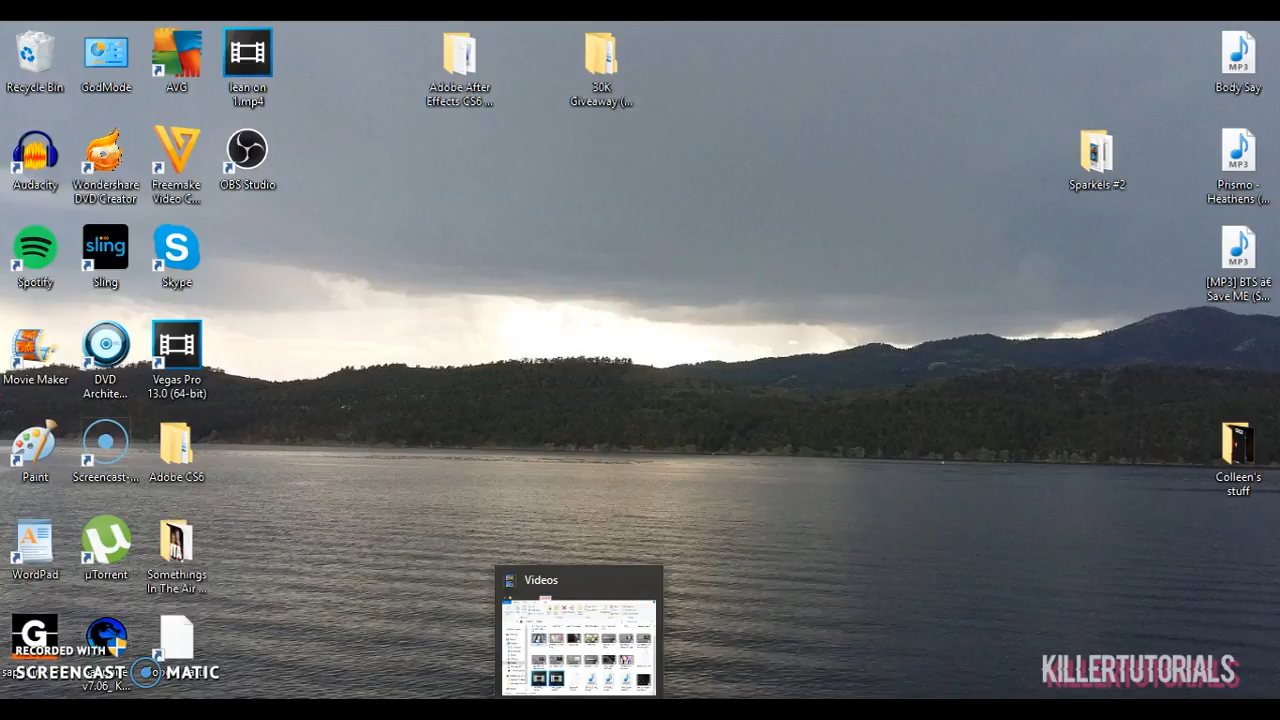 Recycle Bin
GodMode
AVG
lean on
1.mp4
Adobe After
Effects CS6 ...
30K
Giveaway (...
MP3
Body Say
Audacity
Wondershare
DVD Creator
Freemake
Video C...
OBS Studio
Sparkels #2
MP3
Prismo -
Heathens (...
Spotify
sling
Sling
S
Skype
MP3
[MP3] BTS â€
Save ME (S...
Movie Maker
DVD
Archite...
Vegas Pro
13.0 (64-bit)
Paint
Screencast-...
Adobe CS6
Colleen's
stuff
A
WordPad
µ
µTorrent
Somethings
In The Air ...
Videos
G
RECORDED WITH
SCREENCAST MATIC
v7.06_K...
KILLERTUTORIALS